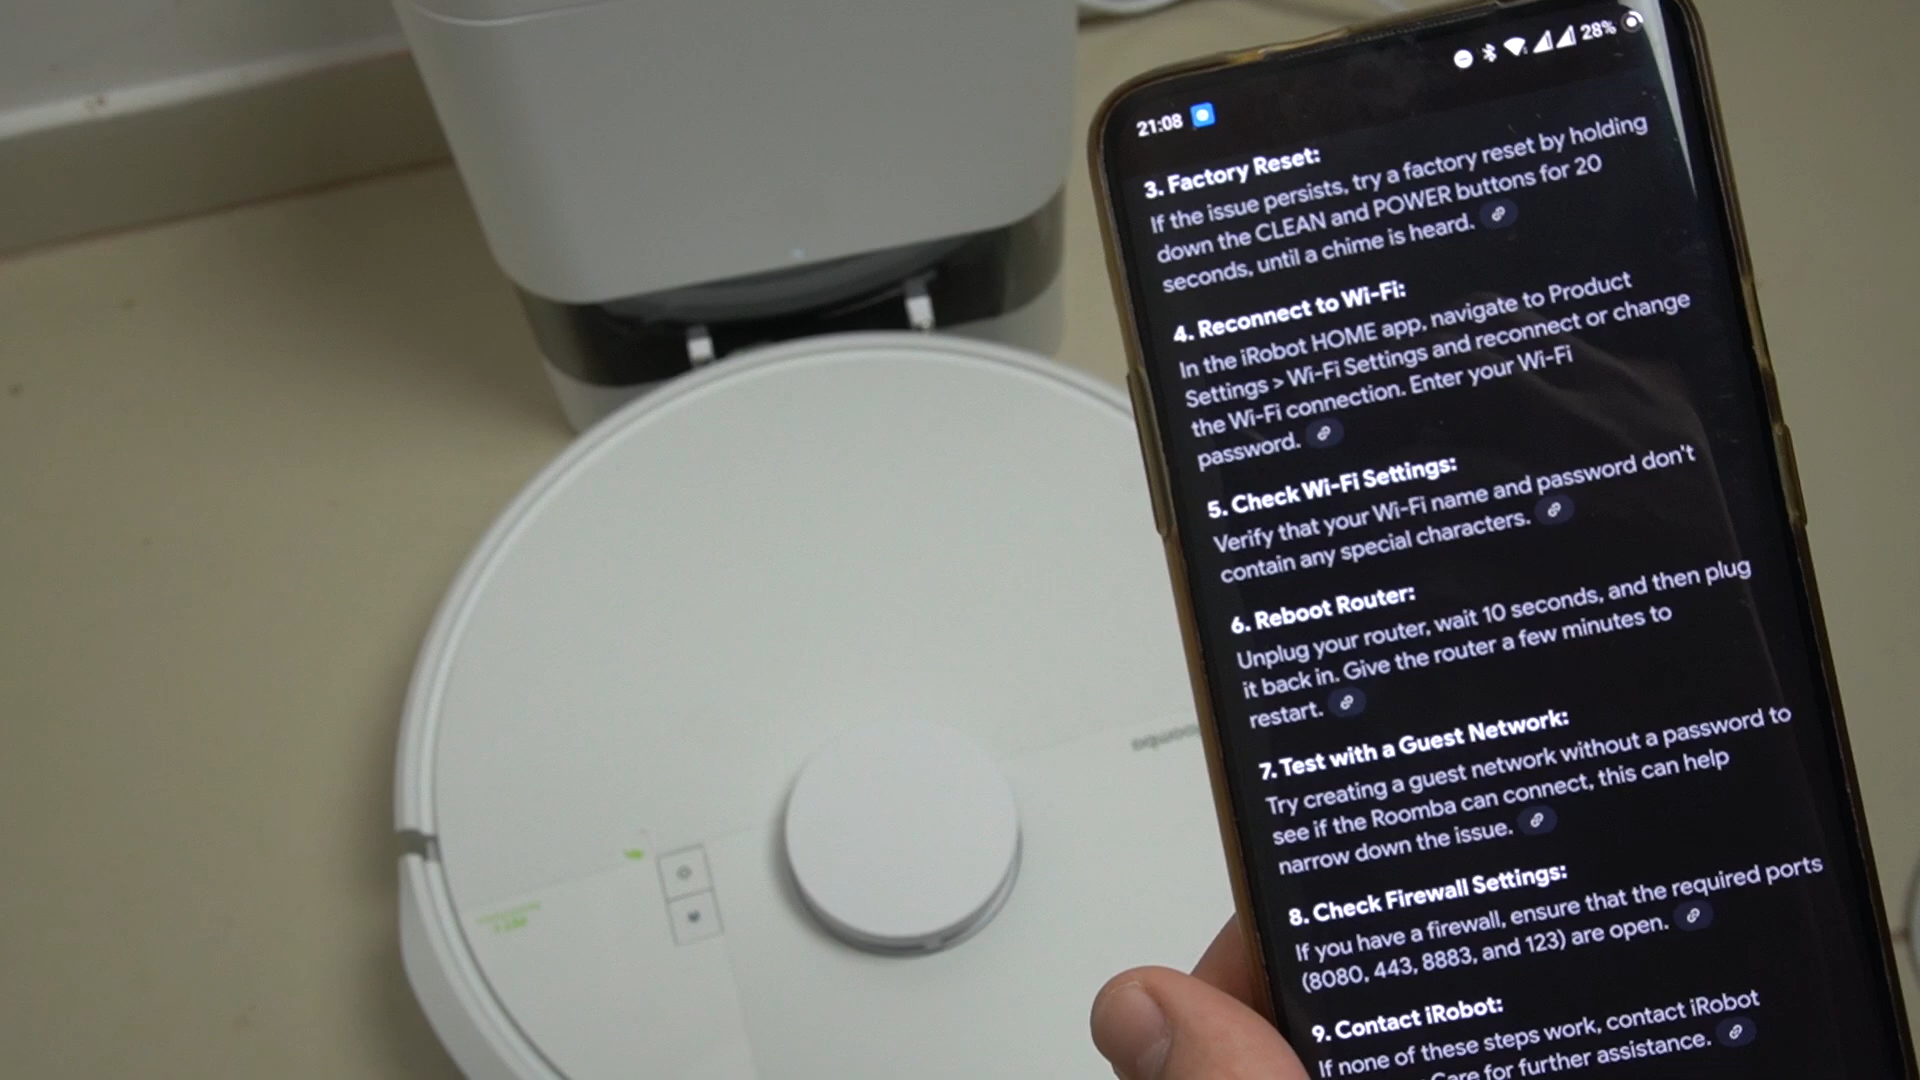 21:08
28%
3. Factory Reset:
If the issue persists, try a factory reset by holding
down the CLEAN and POWER buttons for 20
seconds, until a chime is heard.
4. Reconnect to Wi-Fi:
In the iRobot HOME app, navigate to Product
Settings > Wi-Fi Settings and reconnect or change
the Wi-Fi connection. Enter your Wi-Fi
password.
5. Check Wi-Fi Settings:
Verify that your Wi-Fi name and password don't
contain any special characters.
6. Reboot Router:
Unplug your router, wait 10 seconds, and then plug
it back in. Give the router a few minutes to
restart.
7. Test with a Guest Network:
Try creating a guest network without a password to
see if the Roomba can connect, this can help
narrow down the issue.
8. Check Firewall Settings:
If you have a firewall, ensure that the required ports
(8080, 443, 8883, and 123) are open.
9. Contact iRobot:
If none of these steps work, contact iRobot
Care for further assistance.